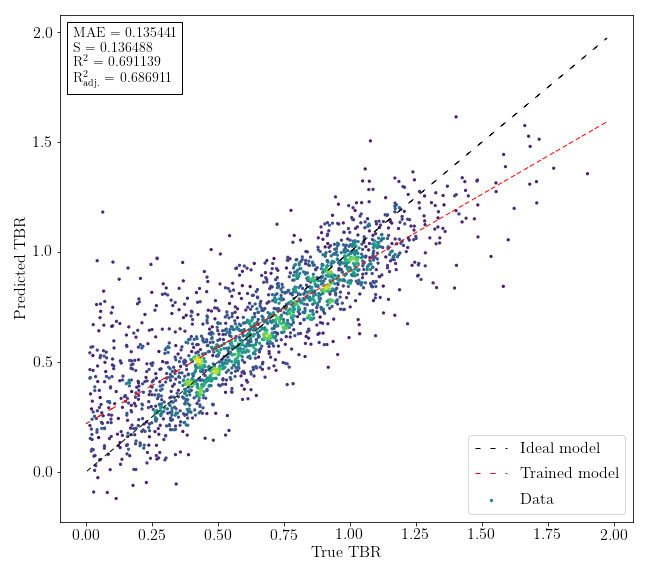 MAE = 0.135441
S = 0.136488
R² = 0.691139
R²adj. = 0.686911
Predicted TBR
2.0
1.5
1.0
0.5
0.0
Ideal model
Trained model
Data
0.00 0.25 0.50 0.75 1.00 1.25 1.50 1.75 2.00
True TBR